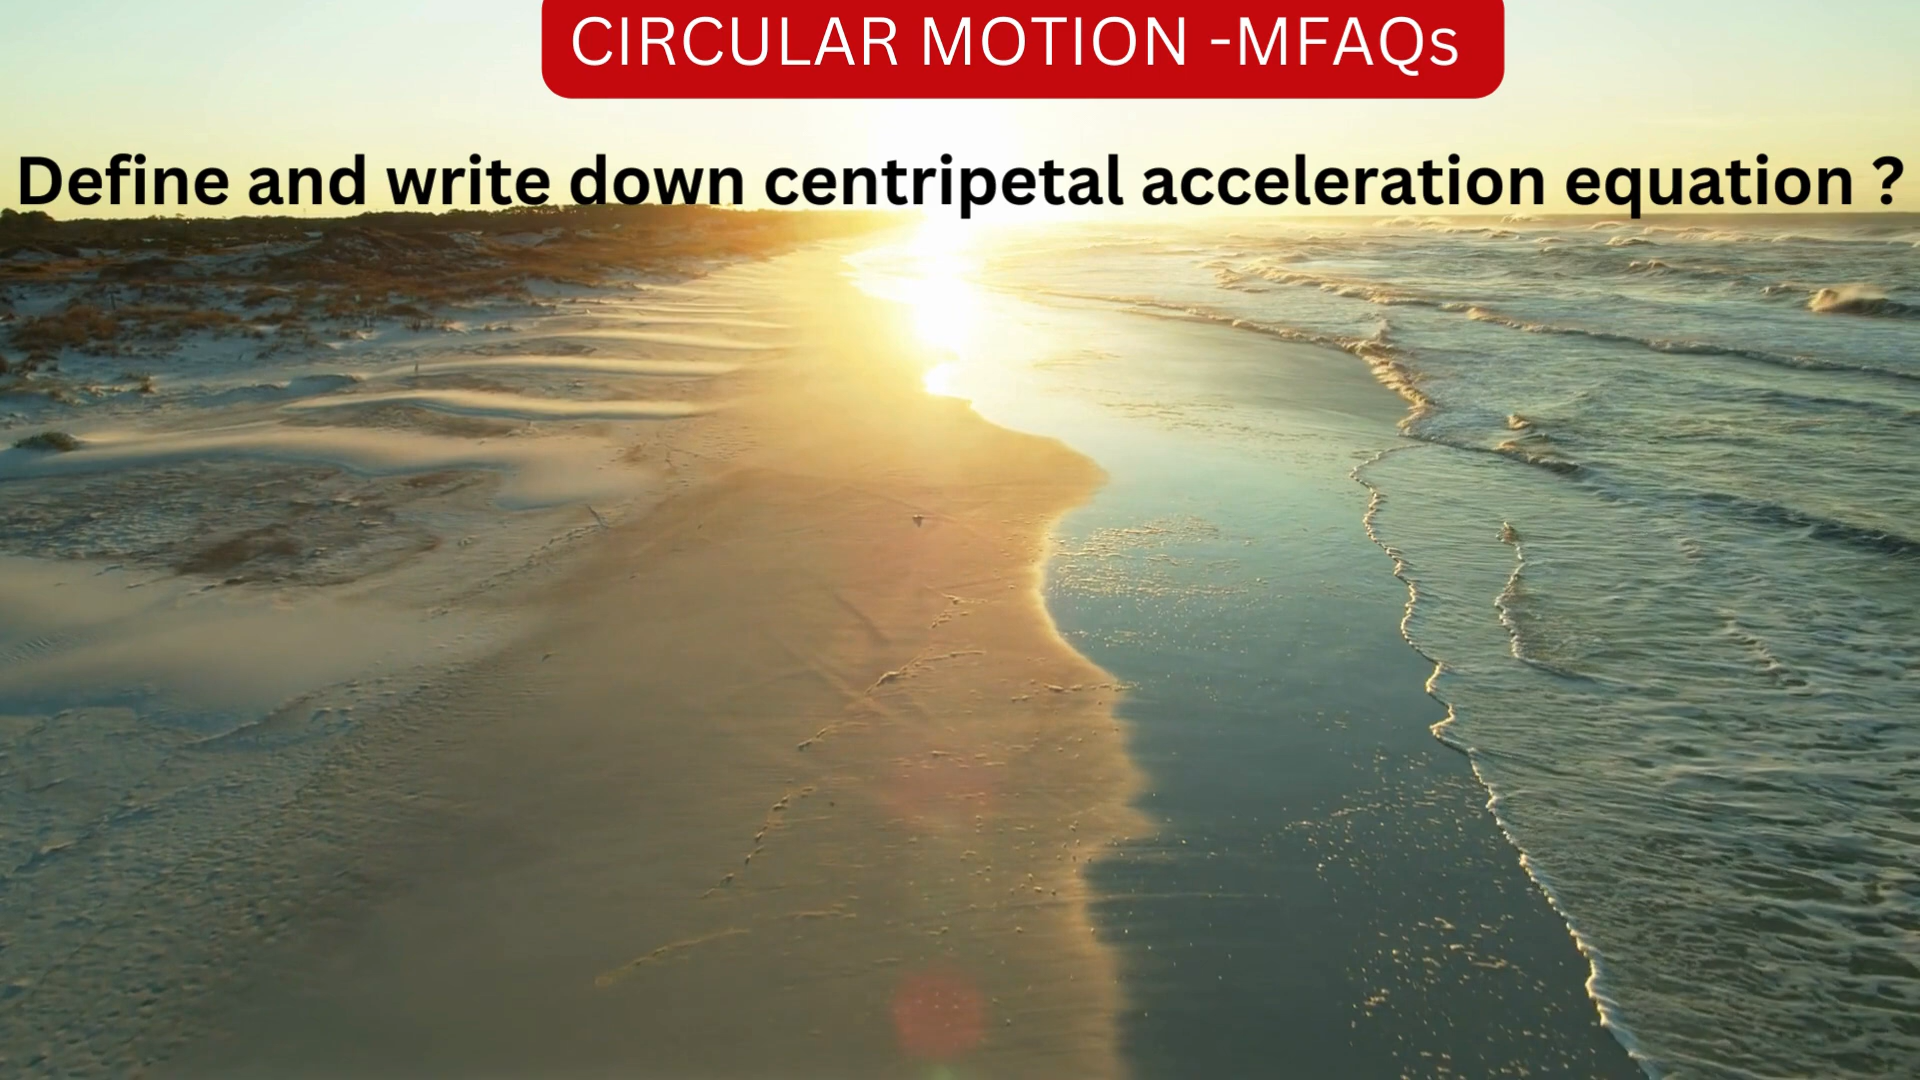 CIRCULAR MOTION -MFAQs
Define and write down centripetal acceleration equation ?